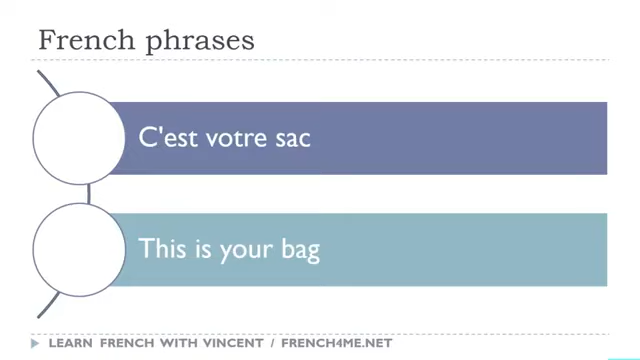 French phrases
C'est votre sac
This is your bag
LEARN FRENCH WITH VINCENT / FRENCH4ME.NET